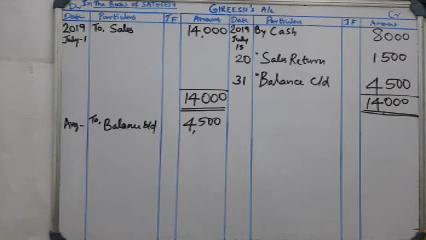 Dr In the Books of SATHEESH GIREESH'S A/c Cr
Date Particulars J.F Amount Date Particulars J.F Amount
2019 July-1 To, Sales 14,000 2019 July 15 By Cash 8000
20 " Sales Return 1500
31 " Balance c/d 4500
14000 14000
Aug- To, Balance b/d 4,500